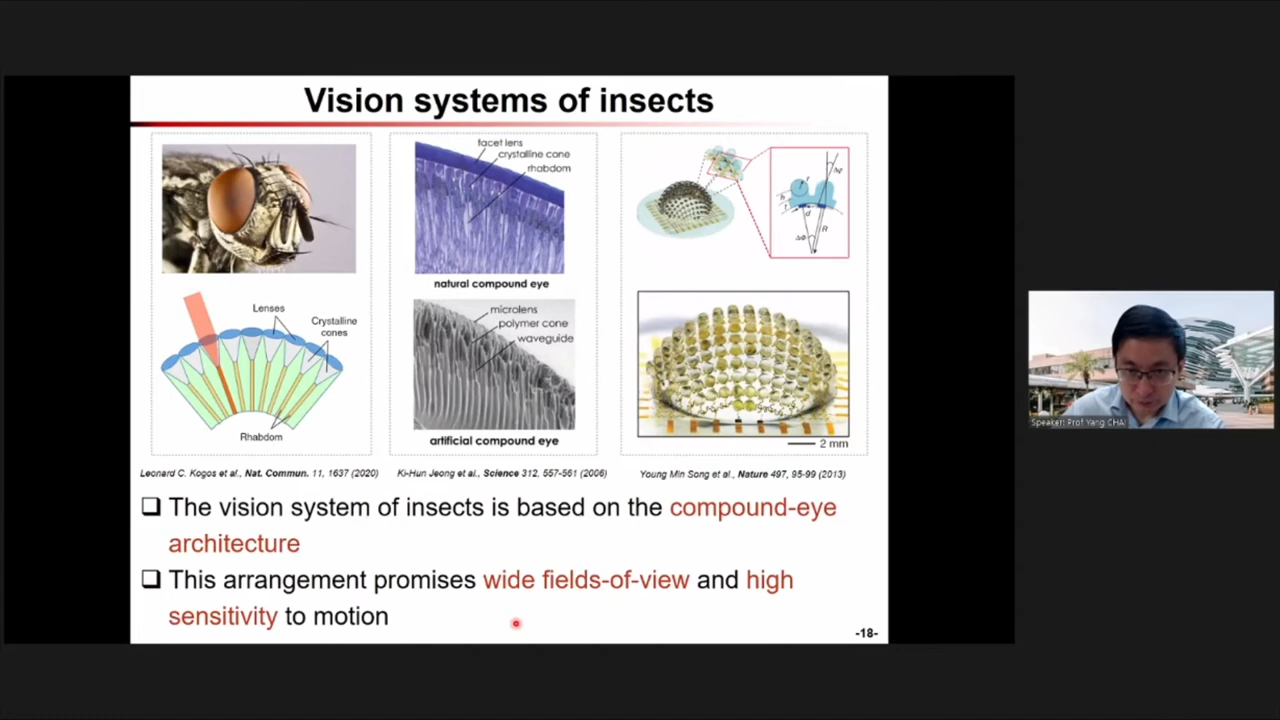 Vision systems of insects
facet lens
crystalline cone
rhabdom
natural compound eye
Lenses
Crystalline
cones
Rhabdom
microlens
polymer cone
waveguide
artificial compound eye
r
Δφ
h
t
d
R
ΔΦ
2 mm
Leonard C. Kogos et al., Nat. Commun. 11, 1637 (2020)
Ki-Hun Jeong et al., Science 312, 557-561 (2006)
Young Min Song et al., Nature 497, 95-99 (2013)
The vision system of insects is based on the compound-eye
architecture
This arrangement promises wide fields-of-view and high
sensitivity to motion
-18-
Speaker: Prof Yang CHAI